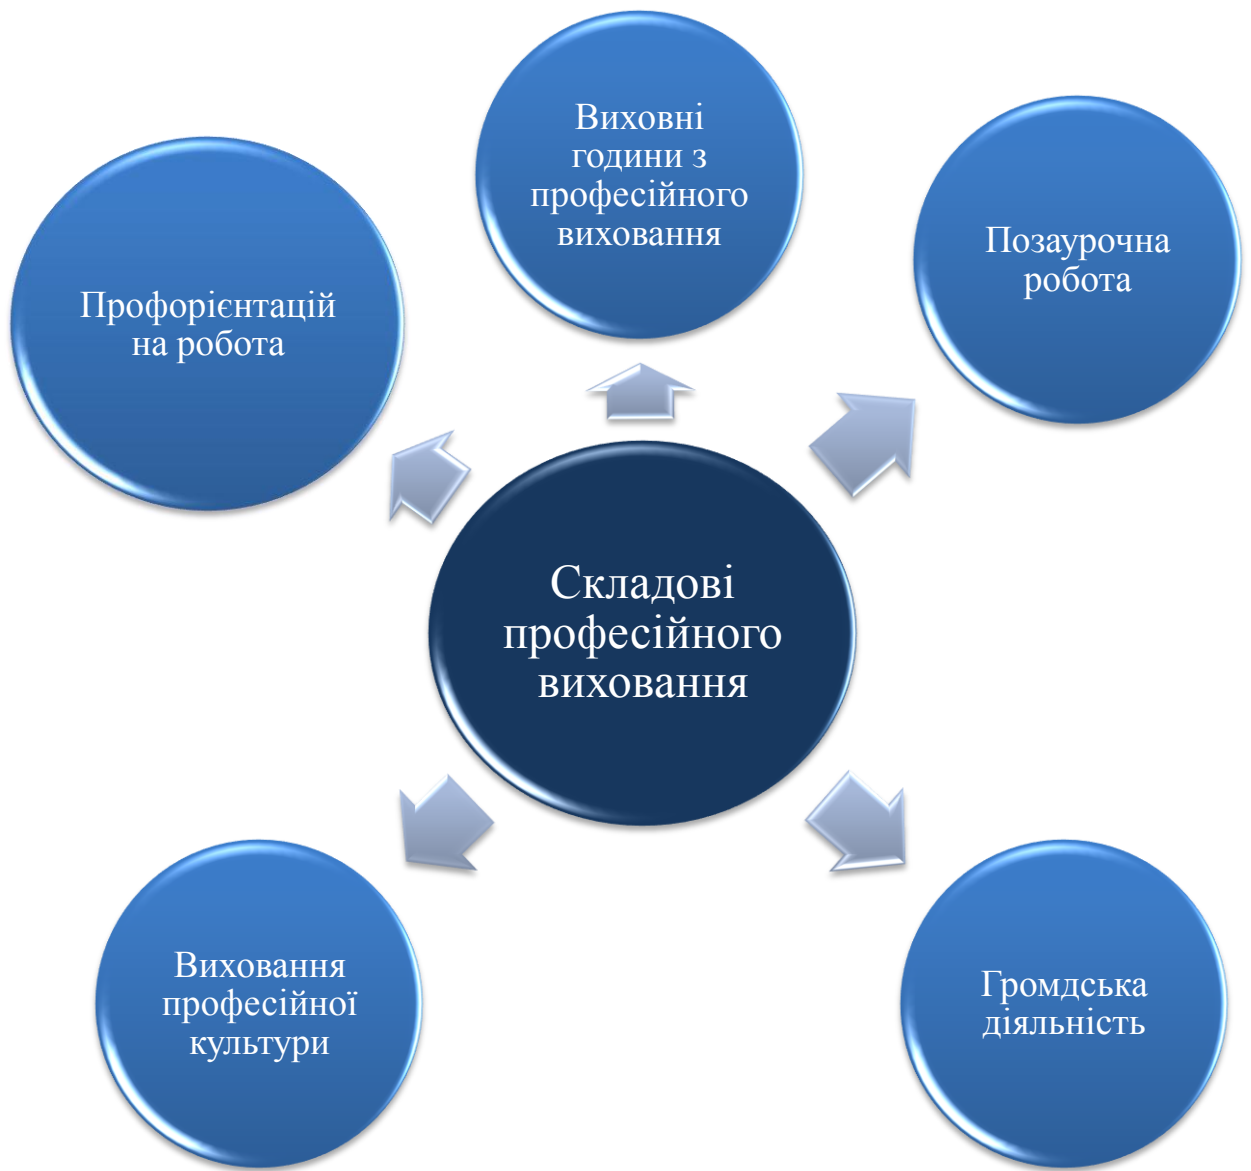 Виховні
години з
професійного
виховання
Позаурочна
робота
Профорієнтацій
на робота
Складові
професійного
виховання
Виховання
професійної
культури
Громдська
діяльність